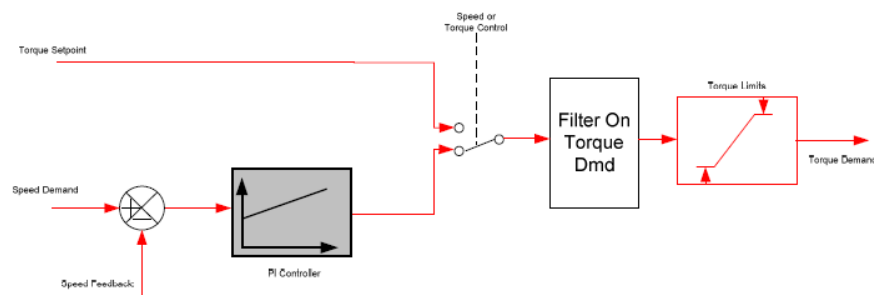 Speed or
Torque Control
Torque Setpoint
Torque Limits
Filter On
Torque
Dmd
Torque Demand
Speed Demand
PI Controller
Speed Feedback